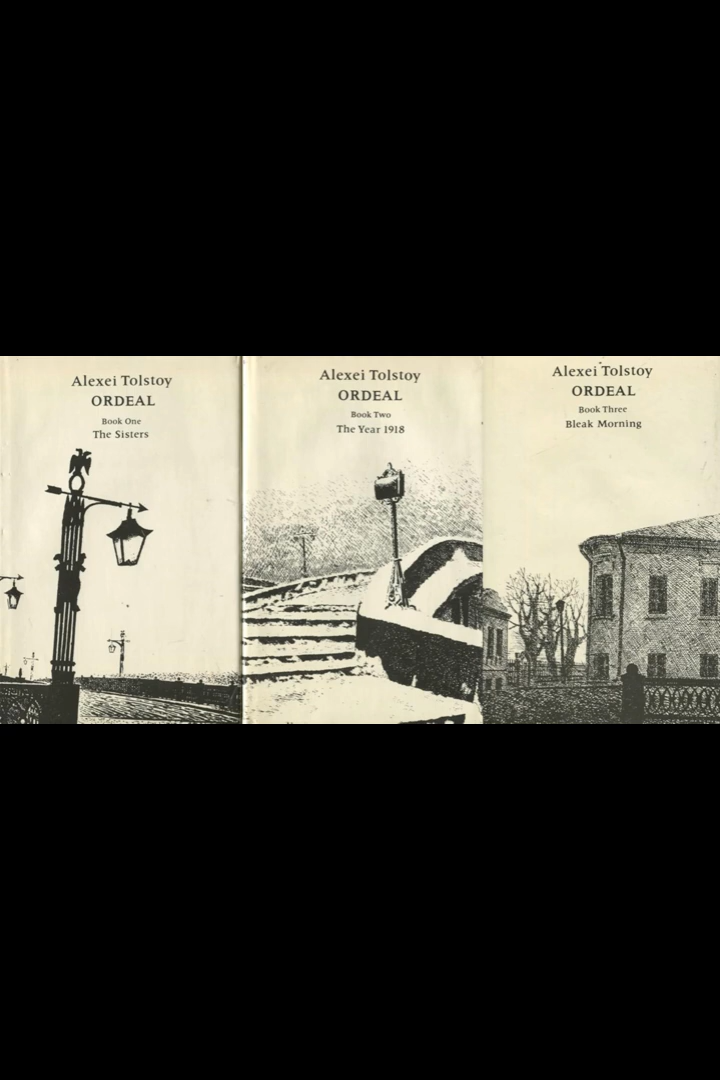 Alexei Tolstoy
ORDEAL
Book One
The Sisters
Alexei Tolstoy
ORDEAL
Book Two
The Year 1918
Alexei Tolstoy
ORDEAL
Book Three
Bleak Morning